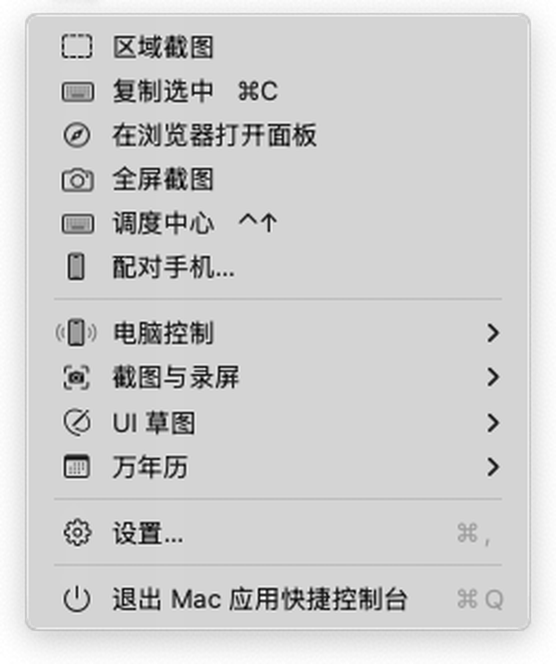 区域截图
复制选中 ⌘C
在浏览器打开面板
全屏截图
调度中心 ^↑
配对手机...
电脑控制
截图与录屏
UI 草图
万年历
设置... ⌘ ,
退出 Mac 应用快捷控制台 ⌘ Q